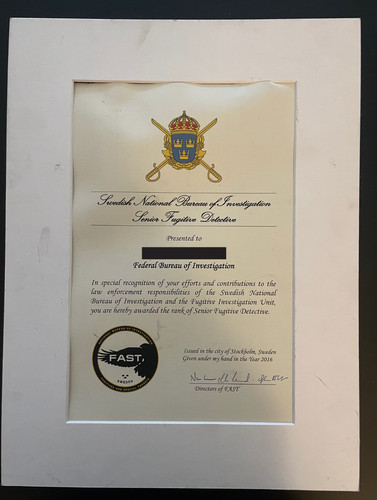 Swedish National Bureau of Investigation
Senior Fugitive Detective
Presented to
Federal Bureau of Investigation
In special recognition of your efforts and contributions to the
law enforcement responsibilities of the Swedish National
Bureau of Investigation and the Fugitive Investigation Unit,
you are hereby awarded the rank of Senior Fugitive Detective.
Issued in the city of Stockholm, Sweden
Given under my hand in the Year 2016
Directors of FAST
FAST
SWEDEN